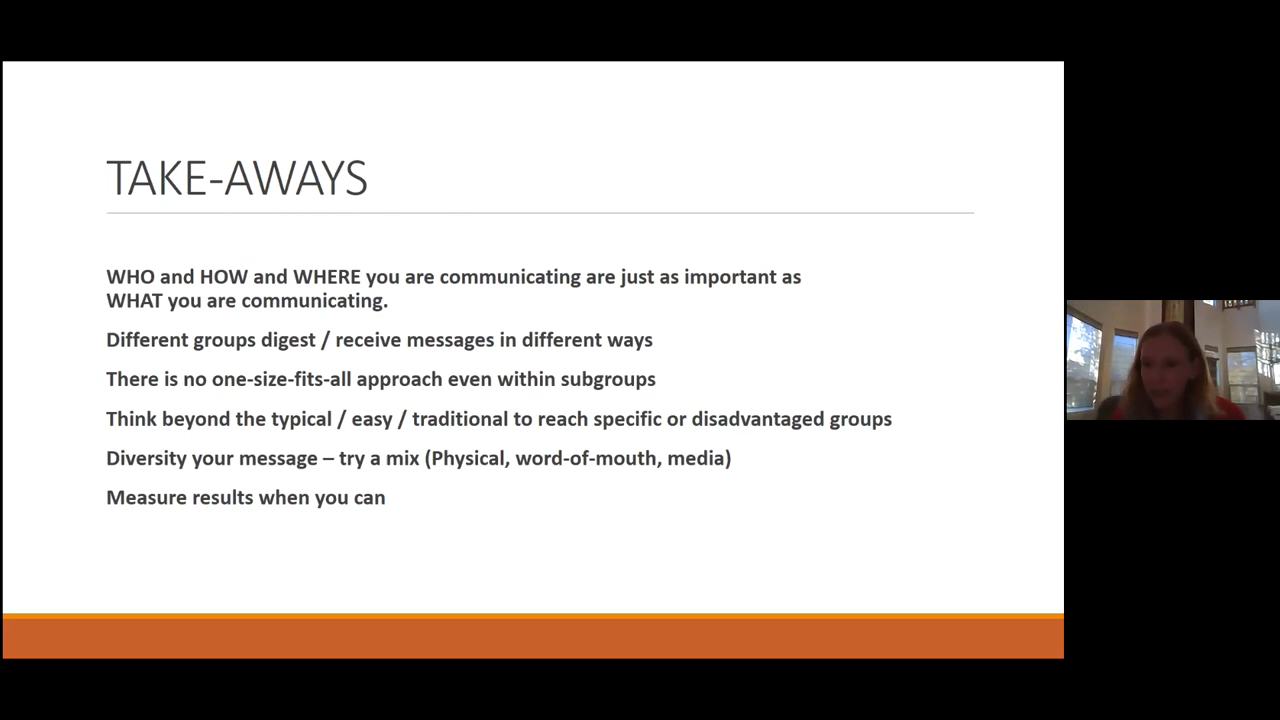 TAKE-AWAYS
WHO and HOW and WHERE you are communicating are just as important as
WHAT you are communicating.
Different groups digest / receive messages in different ways
There is no one-size-fits-all approach even within subgroups
Think beyond the typical / easy / traditional to reach specific or disadvantaged groups
Diversity your message – try a mix (Physical, word-of-mouth, media)
Measure results when you can